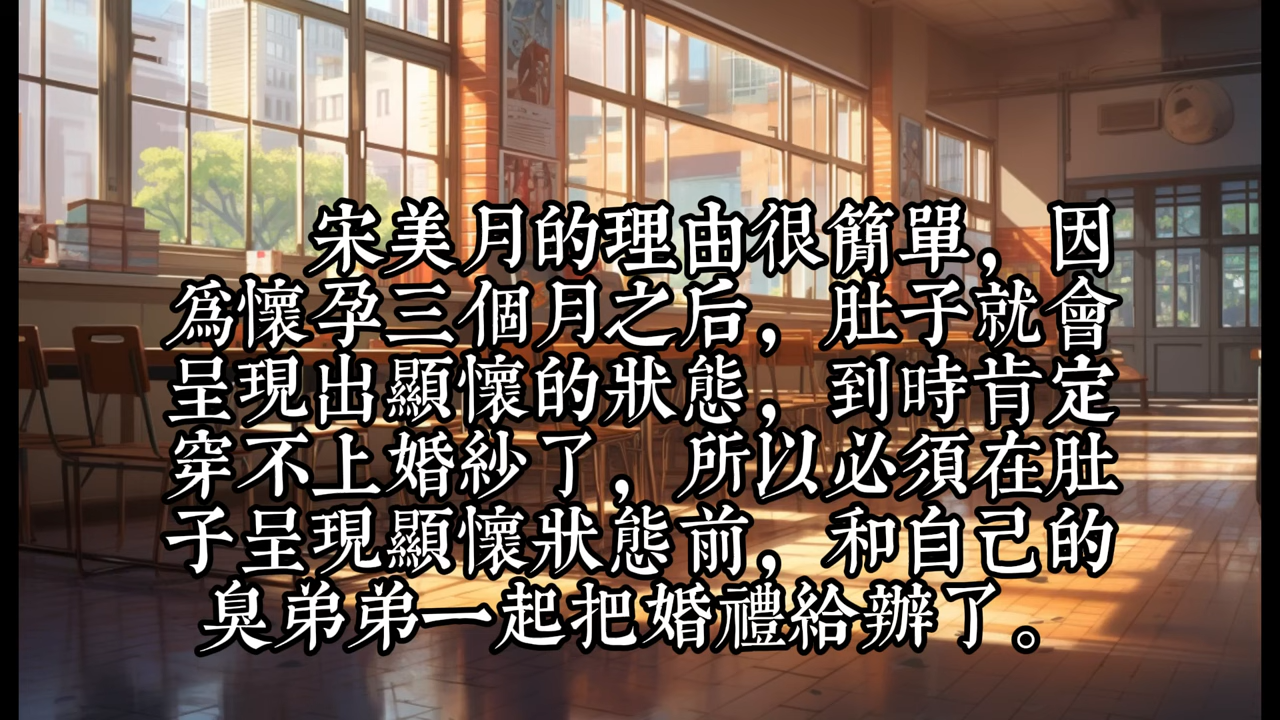 宋美月的理由很簡單，因
爲懷孕三個月之后，肚子就會
呈現出顯懷的狀態，到時肯定
穿不上婚紗了，所以必須在肚
子呈現顯懷狀態前，和自己的
臭弟弟一起把婚禮給辦了。